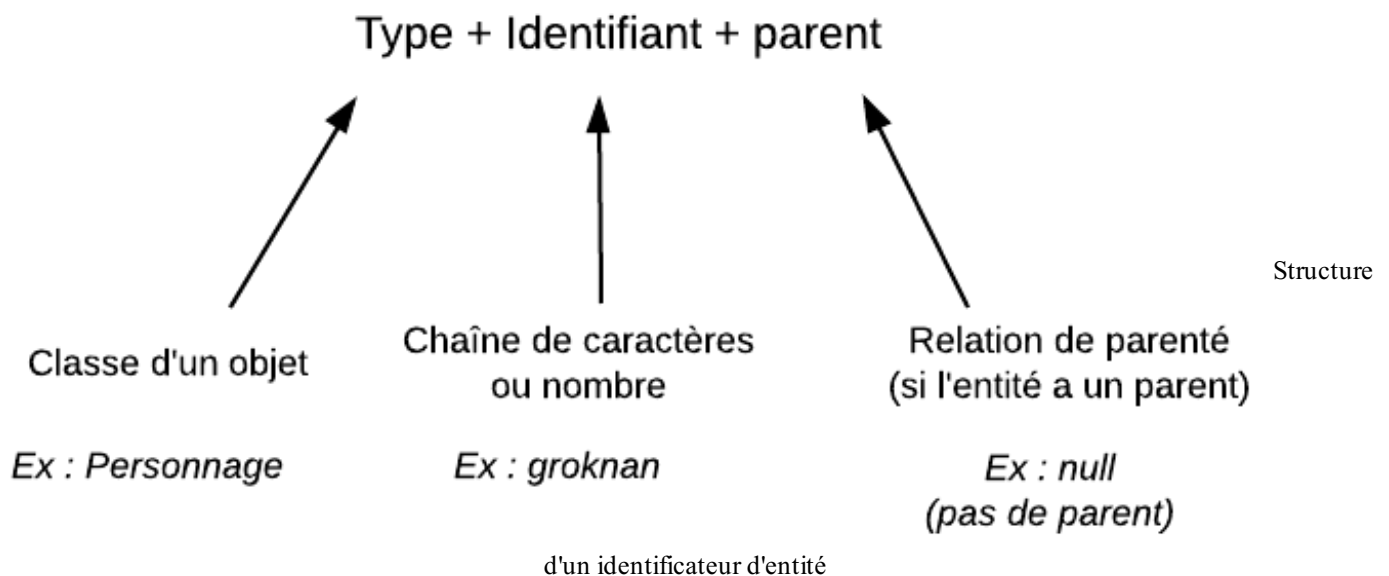 Type + Identifiant + parent
Structure
Classe d'un objet
Chaîne de caractères
ou nombre
Relation de parenté
(si l'entité a un parent)
Ex : Personnage
Ex : groknan
Ex : null
(pas de parent)
d'un identificateur d'entité